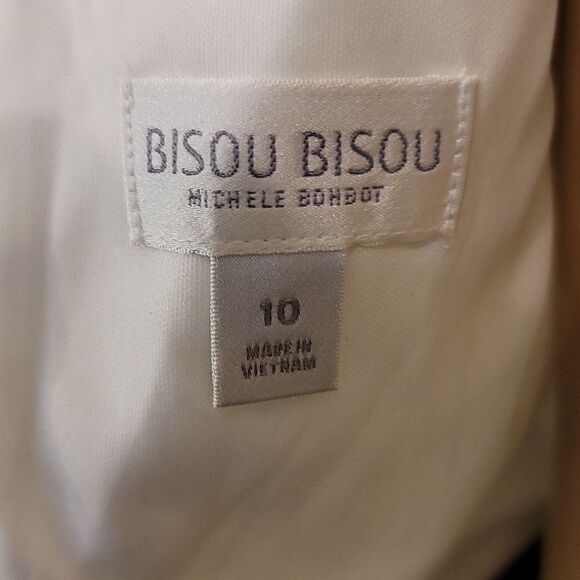 BISOU BISOU
MICHELE BOHBOT
10
MADE IN
VIETNAM